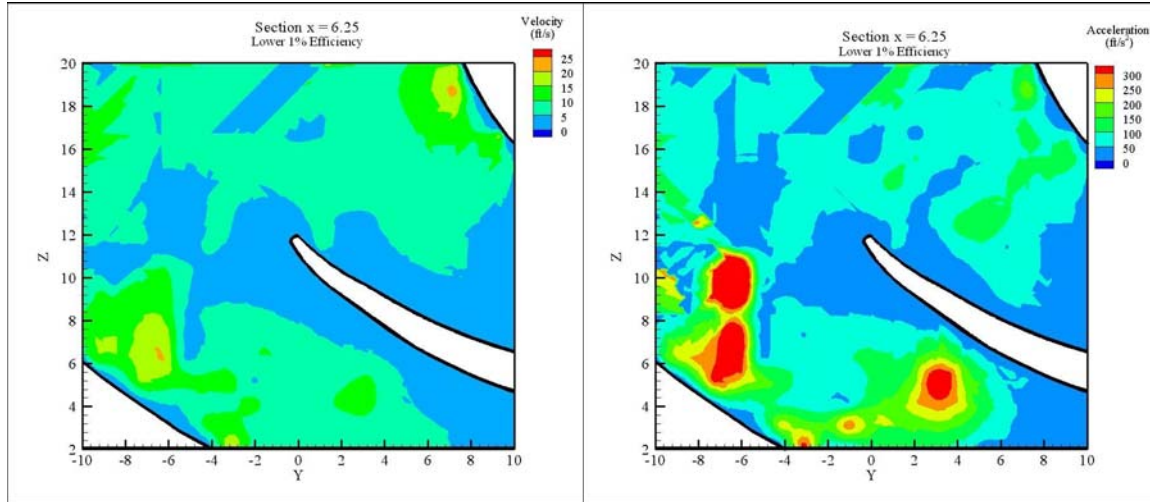 Section x = 6.25
Lower 1% Efficiency
Velocity
(ft/s)
25
20
15
10
5
0
20
18
16
14
12
10
8
6
4
2
Z
-10 -8 -6 -4 -2 0 2 4 6 8 10
Y
Section x = 6.25
Lower 1% Efficiency
Acceleration
(ft/s²)
300
250
200
150
100
50
0
20
18
16
14
12
10
8
6
4
2
Z
-10 -8 -6 -4 -2 0 2 4 6 8 10
Y